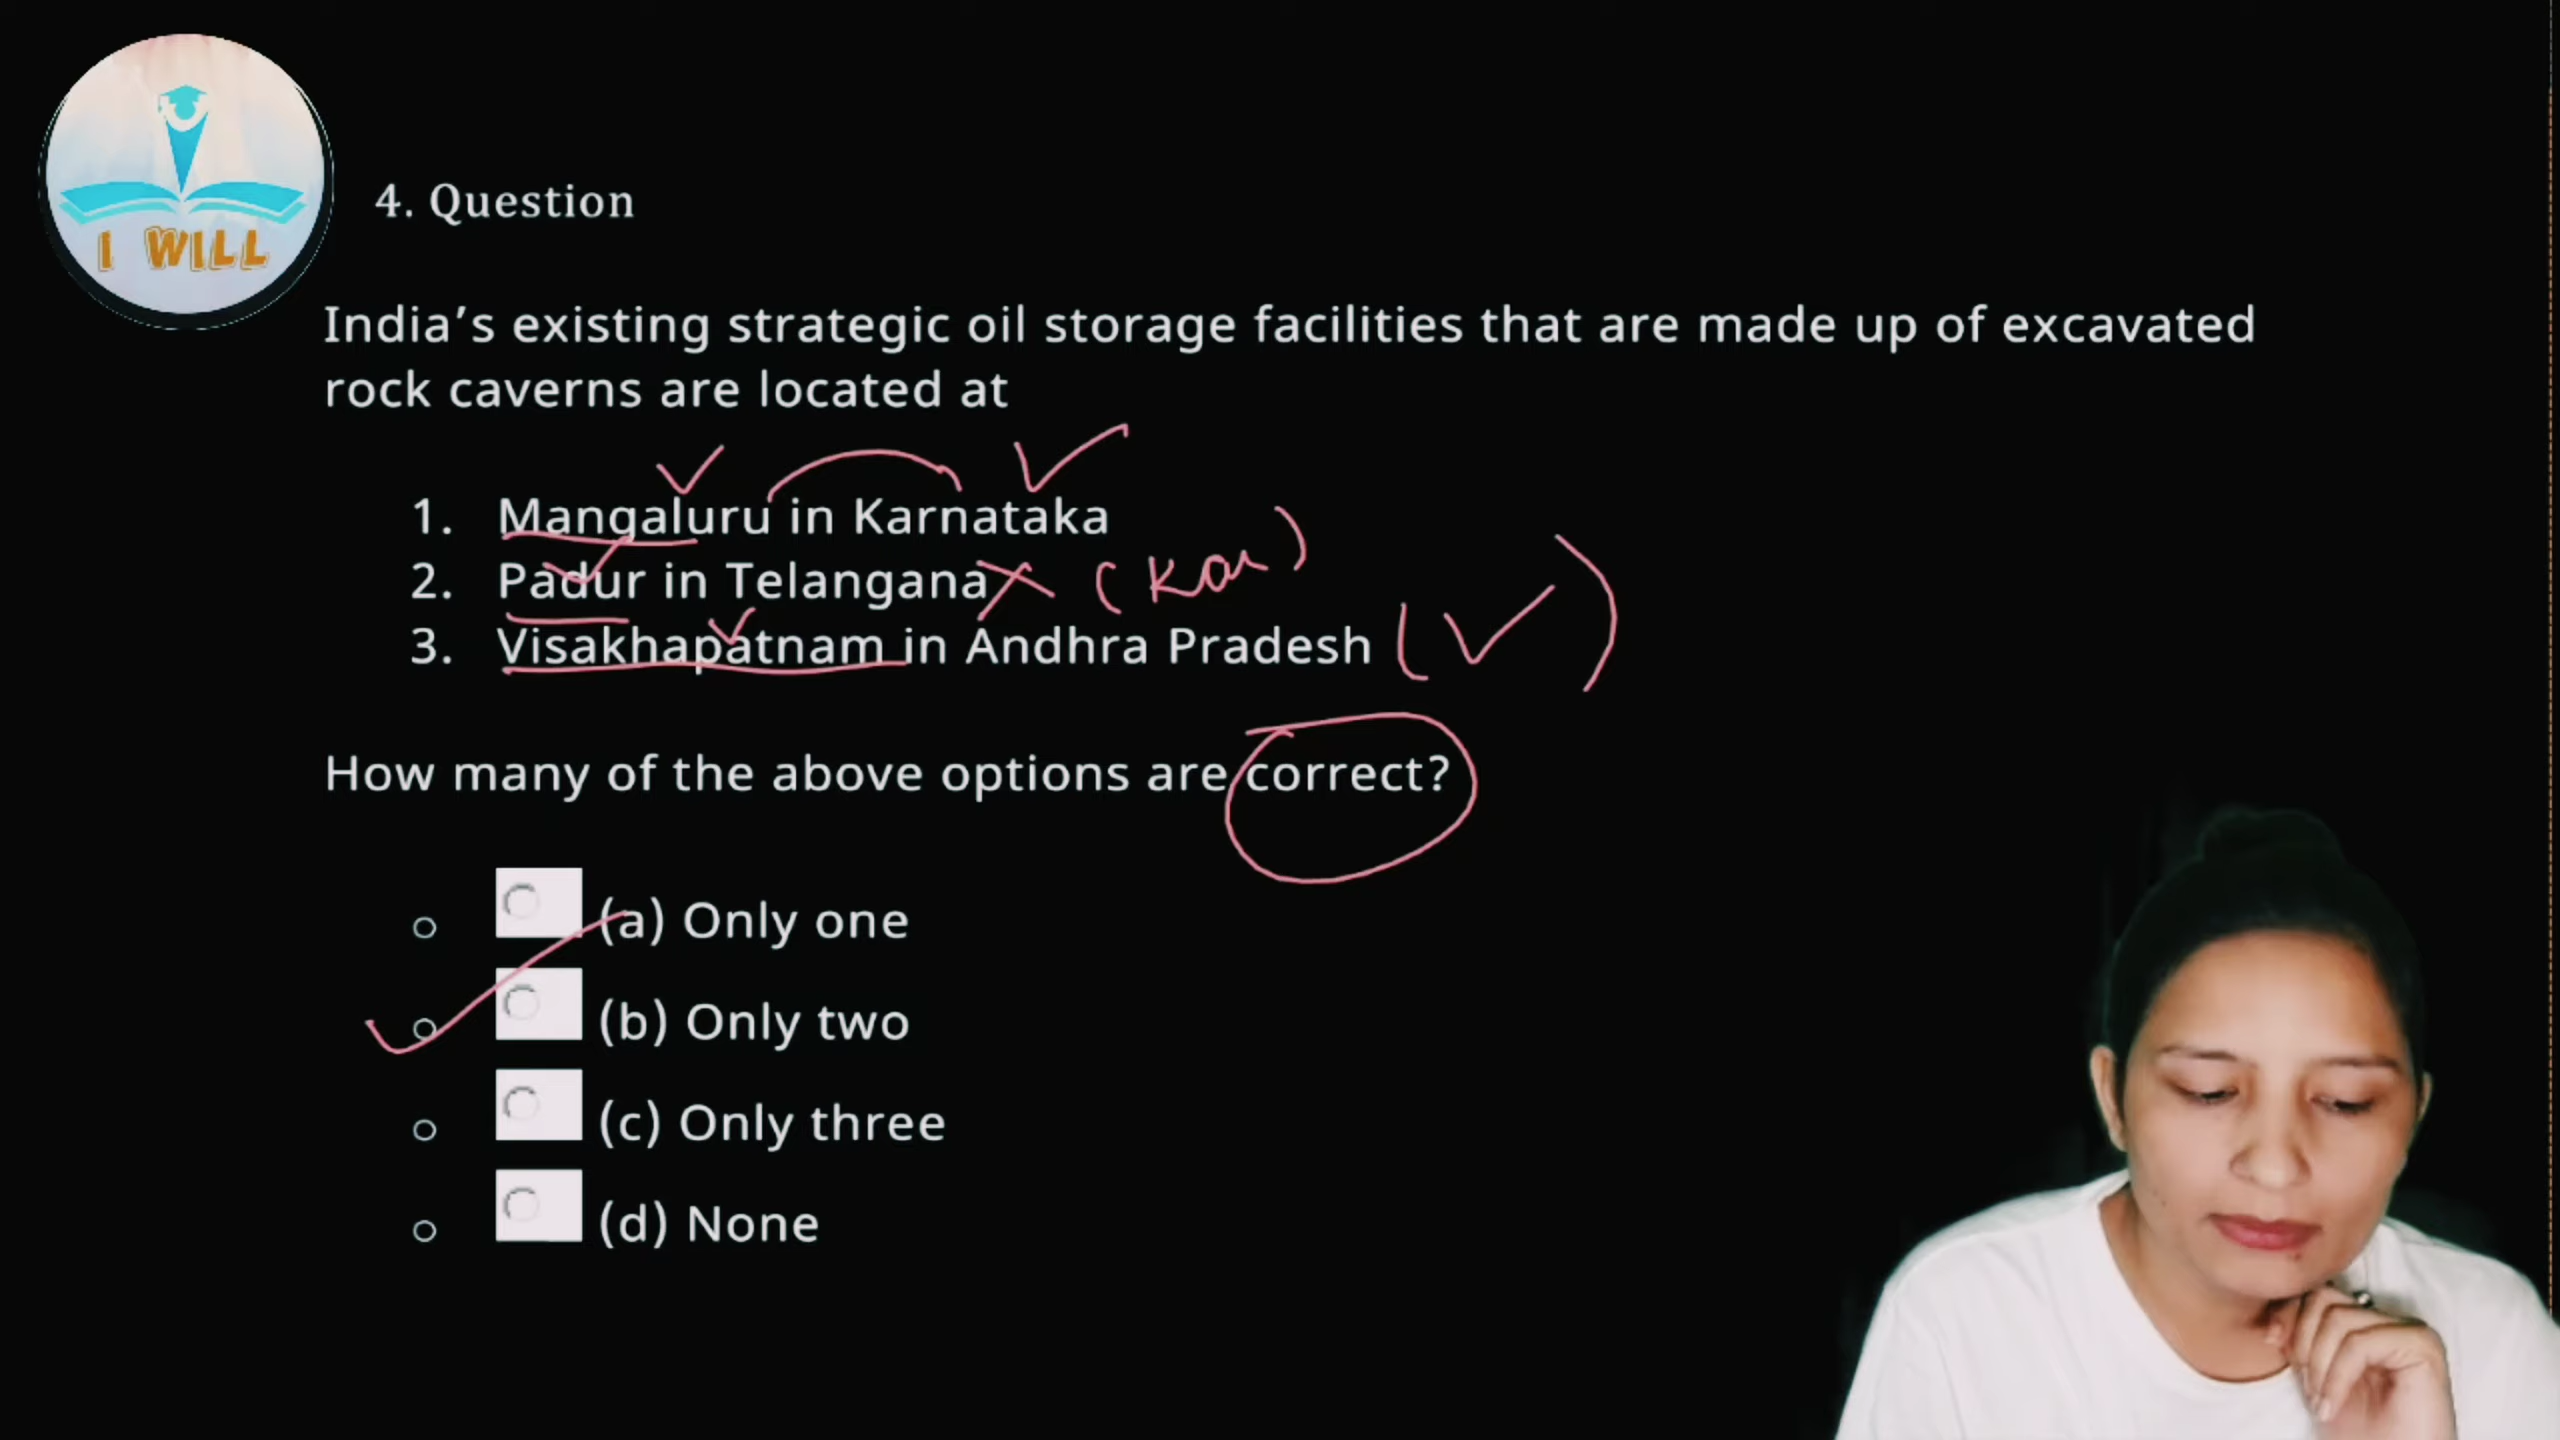 I WILL
4. Question
India’s existing strategic oil storage facilities that are made up of excavated
rock caverns are located at
1. Mangaluru in Karnataka
2. Padur in Telangana (Kar)
3. Visakhapatnam in Andhra Pradesh
How many of the above options are correct?
(a) Only one
(b) Only two
(c) Only three
(d) None